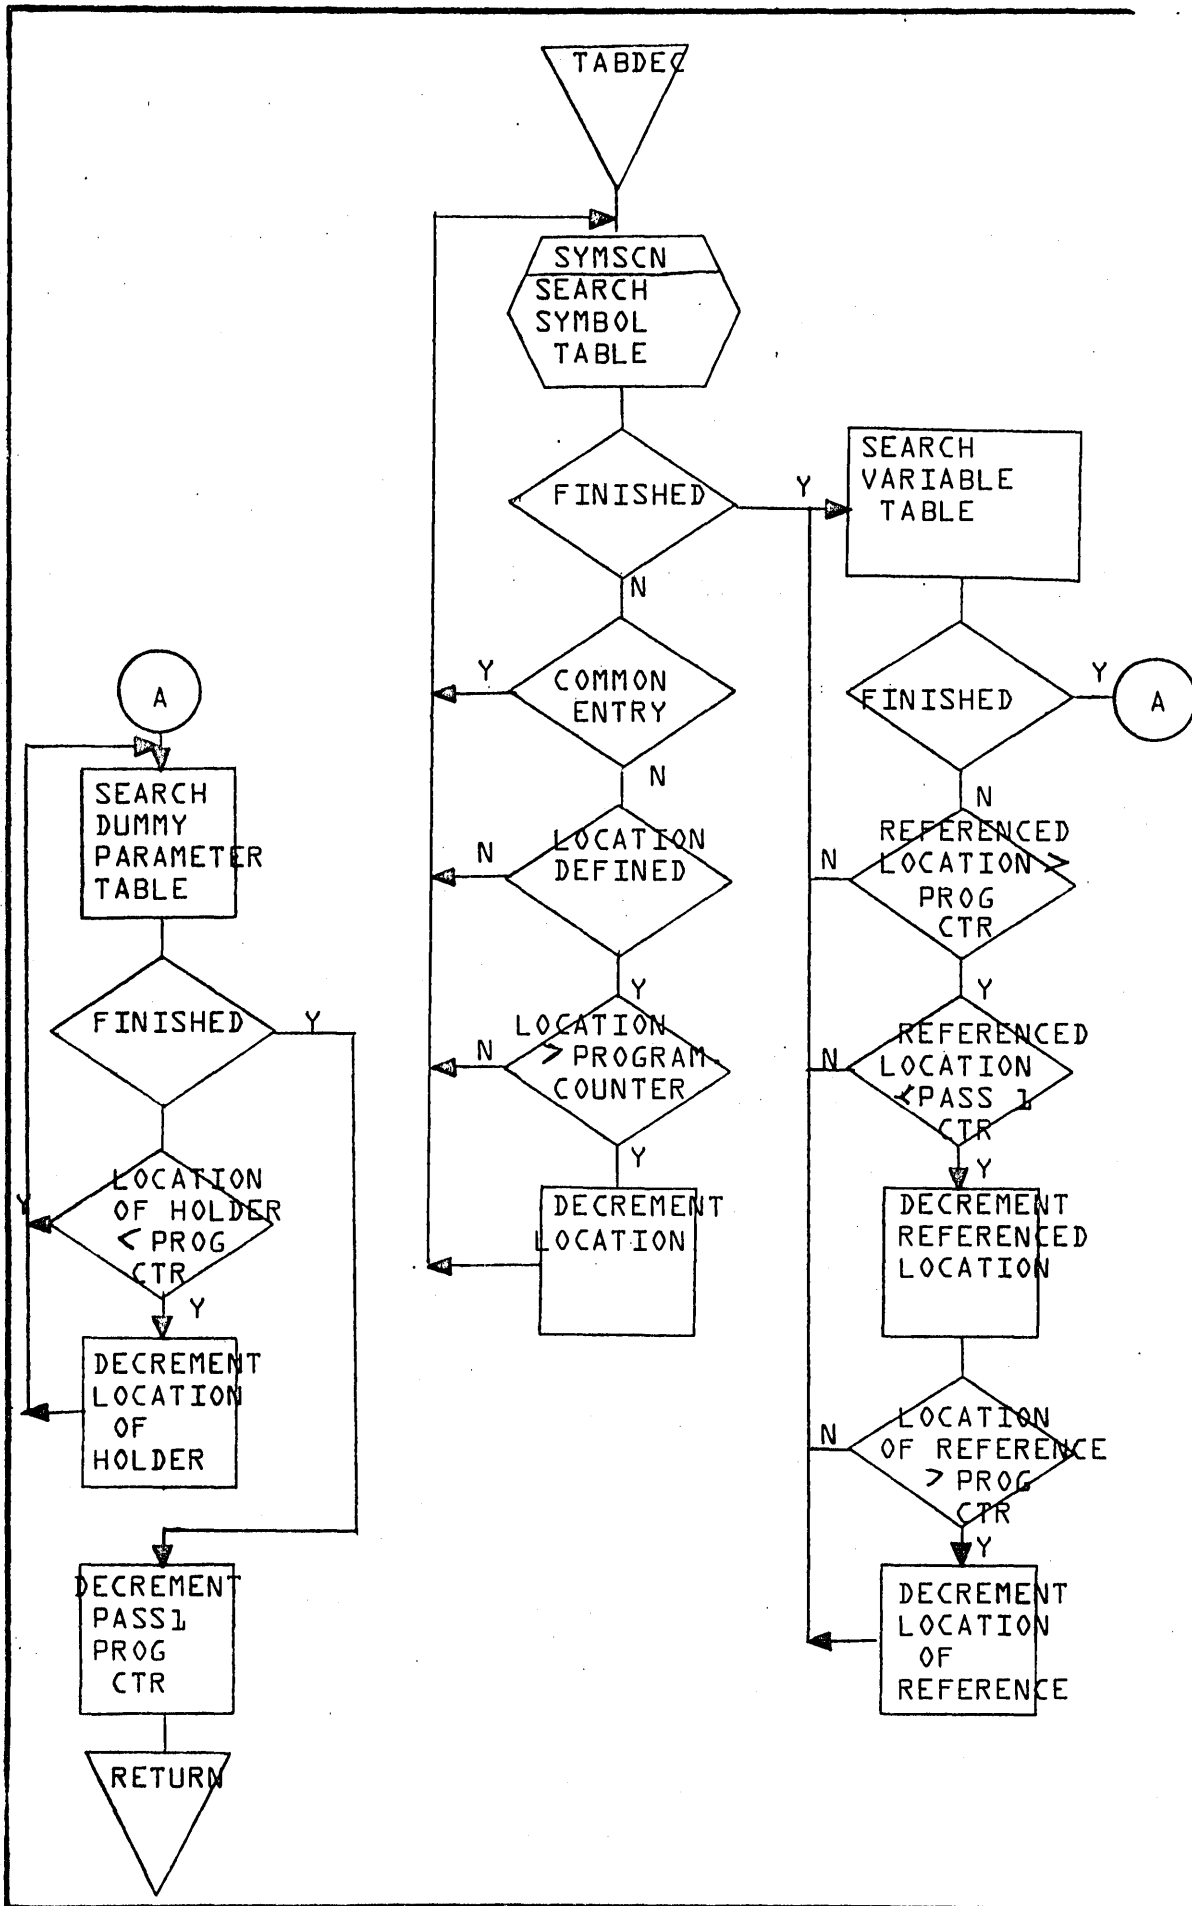 TABDEC
SYMSCN
SEARCH
SYMBOL
TABLE
FINISHED
Y
N
COMMON
ENTRY
Y
N
LOCATION
DEFINED
N
Y
LOCATION
> PROGRAM
COUNTER
N
Y
DECREMENT
LOCATION
SEARCH
VARIABLE
TABLE
FINISHED
Y
A
N
REFERENCED
LOCATION >
PROG
CTR
N
Y
REFERENCED
LOCATION
PASS 1
CTR
N
Y
DECREMENT
REFERENCED
LOCATION
LOCATION
OF REFERENCE
> PROG
CTR
N
Y
DECREMENT
LOCATION
OF
REFERENCE
A
SEARCH
DUMMY
PARAMETER
TABLE
FINISHED
Y
LOCATION
OF HOLDER
< PROG
CTR
Y
Y
DECREMENT
LOCATION
OF
HOLDER
DECREMENT
PASS1
PROG
CTR
RETURN